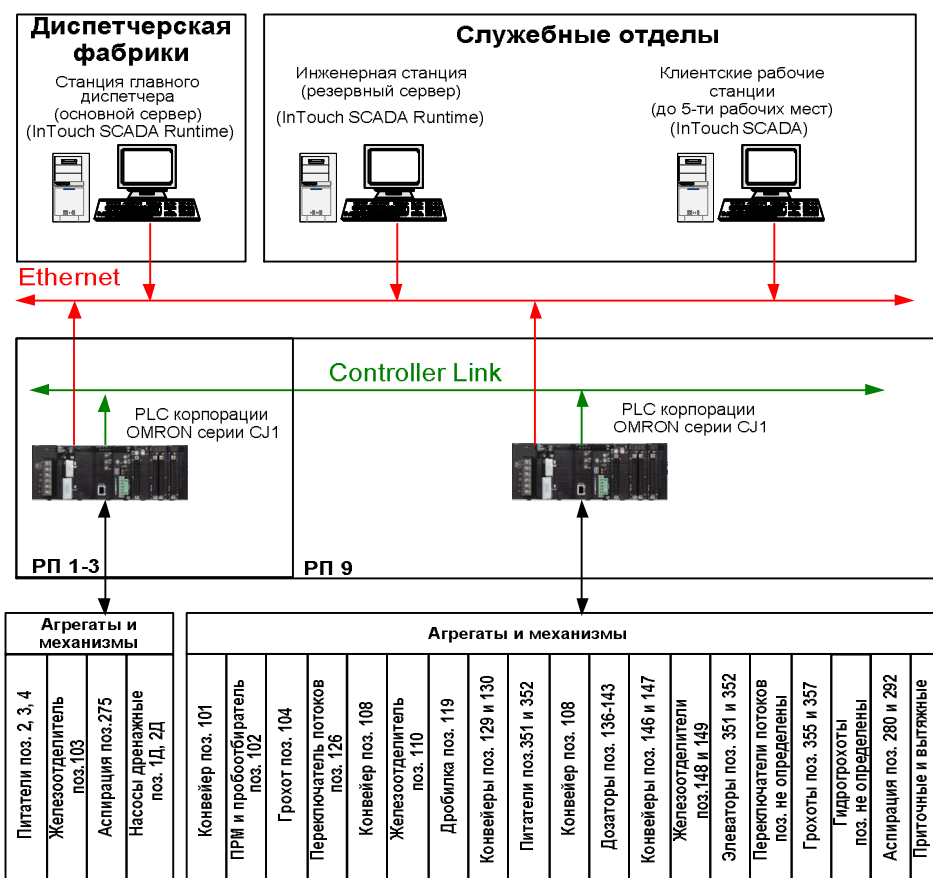 Диспетчерская
фабрики
Станция главного
диспетчера
(основной сервер)
(InTouch SCADA Runtime)
Служебные отделы
Инженерная станция
(резервный сервер)
(InTouch SCADA Runtime)
Клиентские рабочие
станции
(до 5-ти рабочих мест)
(InTouch SCADA)
Ethernet
Controller Link
PLC корпорации
OMRON серии CJ1
PLC корпорации
OMRON серии CJ1
РП 1-3
РП 9
Агрегаты и
механизмы
Агрегаты и механизмы
Питатели поз. 2, 3, 4
Железоотделитель
поз.103
Аспирация поз.275
Насосы дренажные
поз. 1Д, 2Д
Конвейер поз. 101
ПРМ и пробоотбиратель
поз. 102
Грохот поз. 104
Переключатель потоков
поз. 126
Конвейер поз. 108
Железоотделитель
поз. 110
Дробилка поз. 119
Конвейеры поз. 129 и 130
Питатели поз.351 и 352
Конвейер поз. 108
Дозаторы поз. 136-143
Конвейеры поз. 146 и 147
Железоотделители
поз.148 и 149
Элеваторы поз. 351 и 352
Переключатели потоков
поз. не определены
Грохоты поз. 355 и 357
Гидрогрохоты
поз. не определены
Аспирация поз. 280 и 292
Приточные и вытяжные